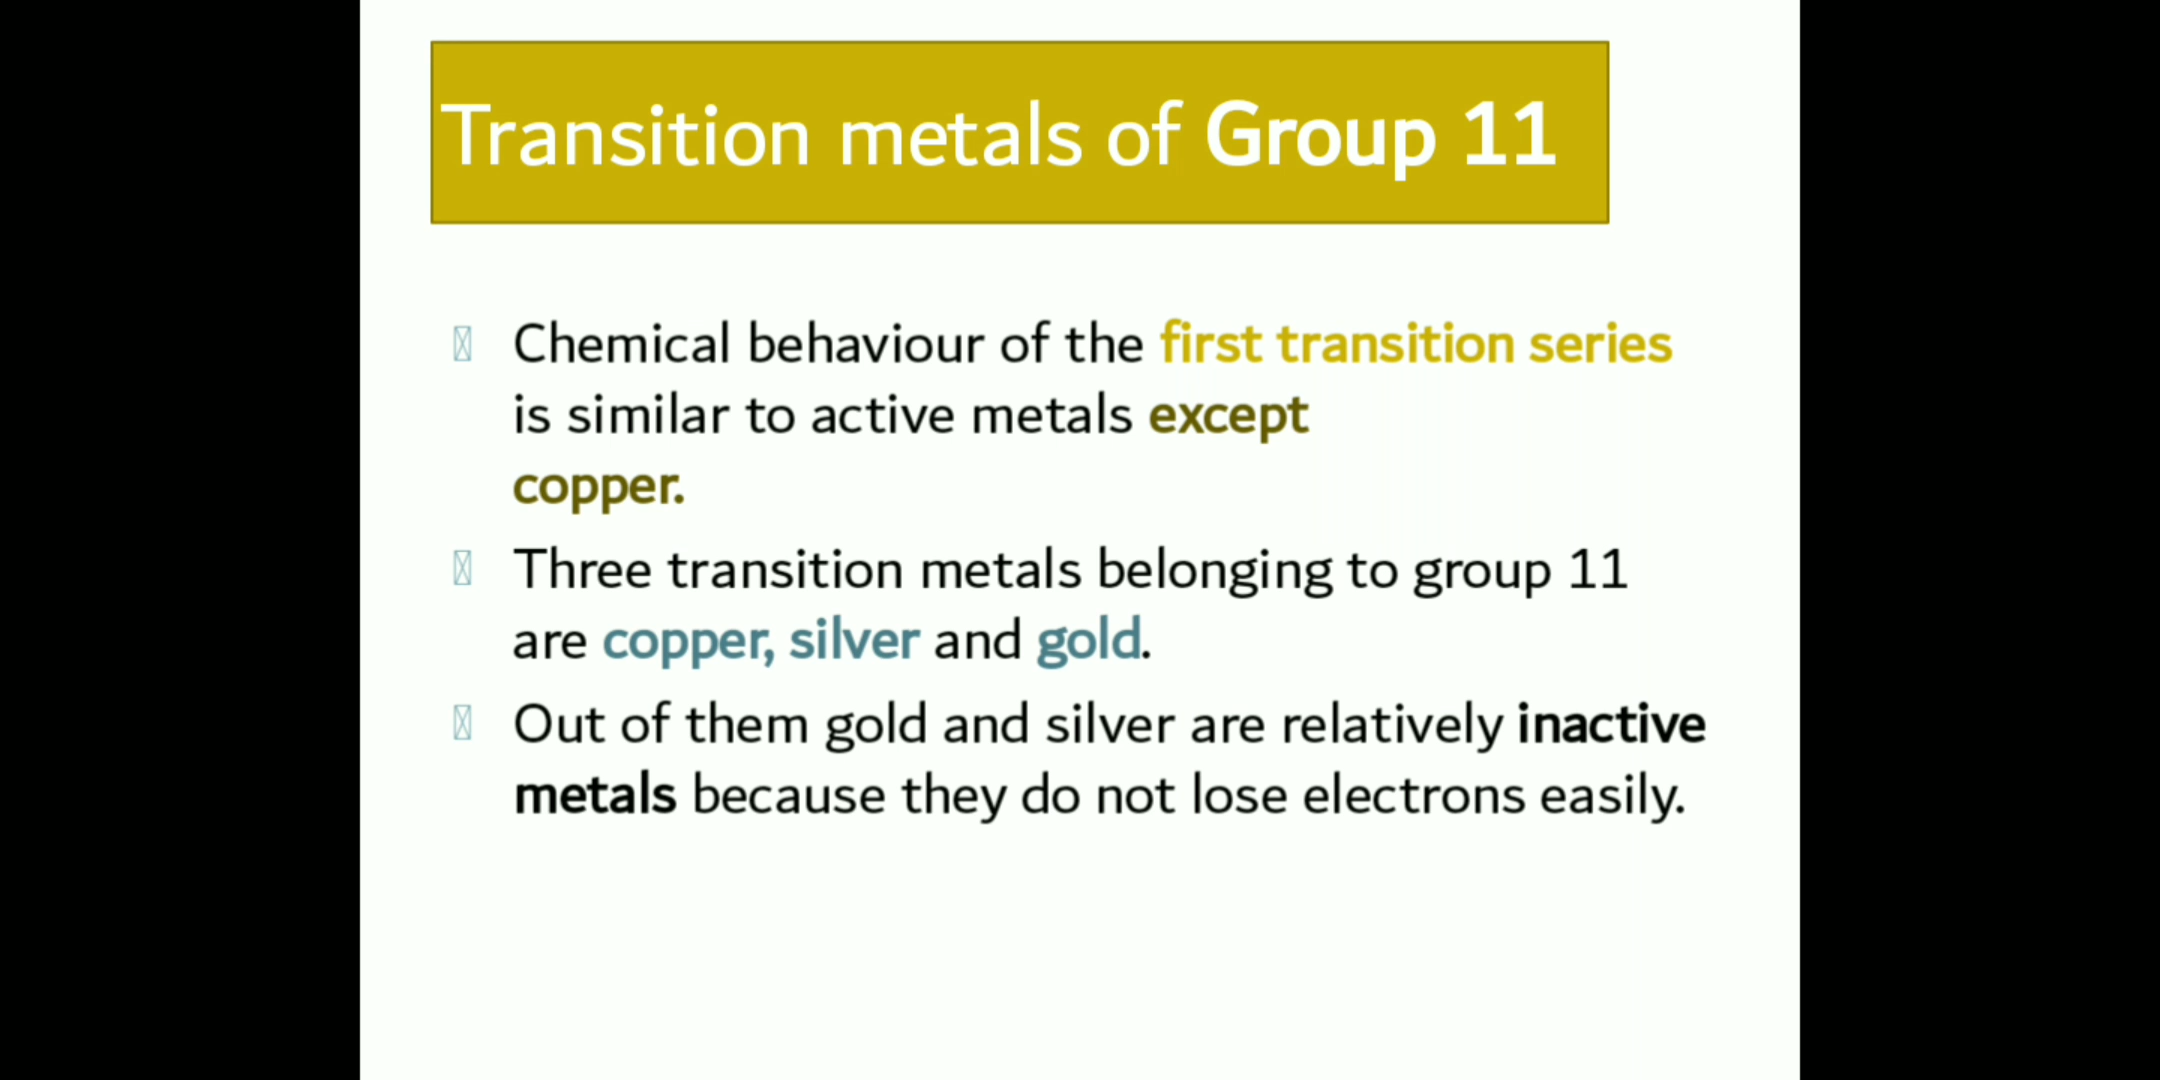 Transition metals of Group 11
Chemical behaviour of the first transition series
is similar to active metals except
copper.
Three transition metals belonging to group 11
are copper, silver and gold.
Out of them gold and silver are relatively inactive
metals because they do not lose electrons easily.